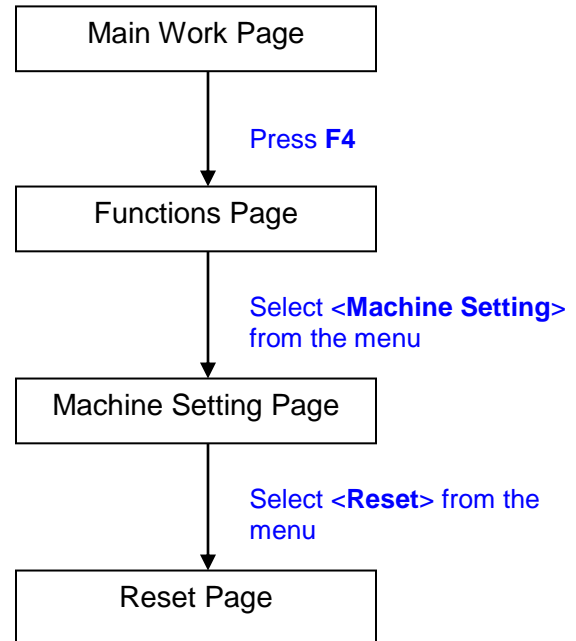 Main Work Page
Press F4
Functions Page
Select <Machine Setting>
from the menu
Machine Setting Page
Select <Reset> from the
menu
Reset Page